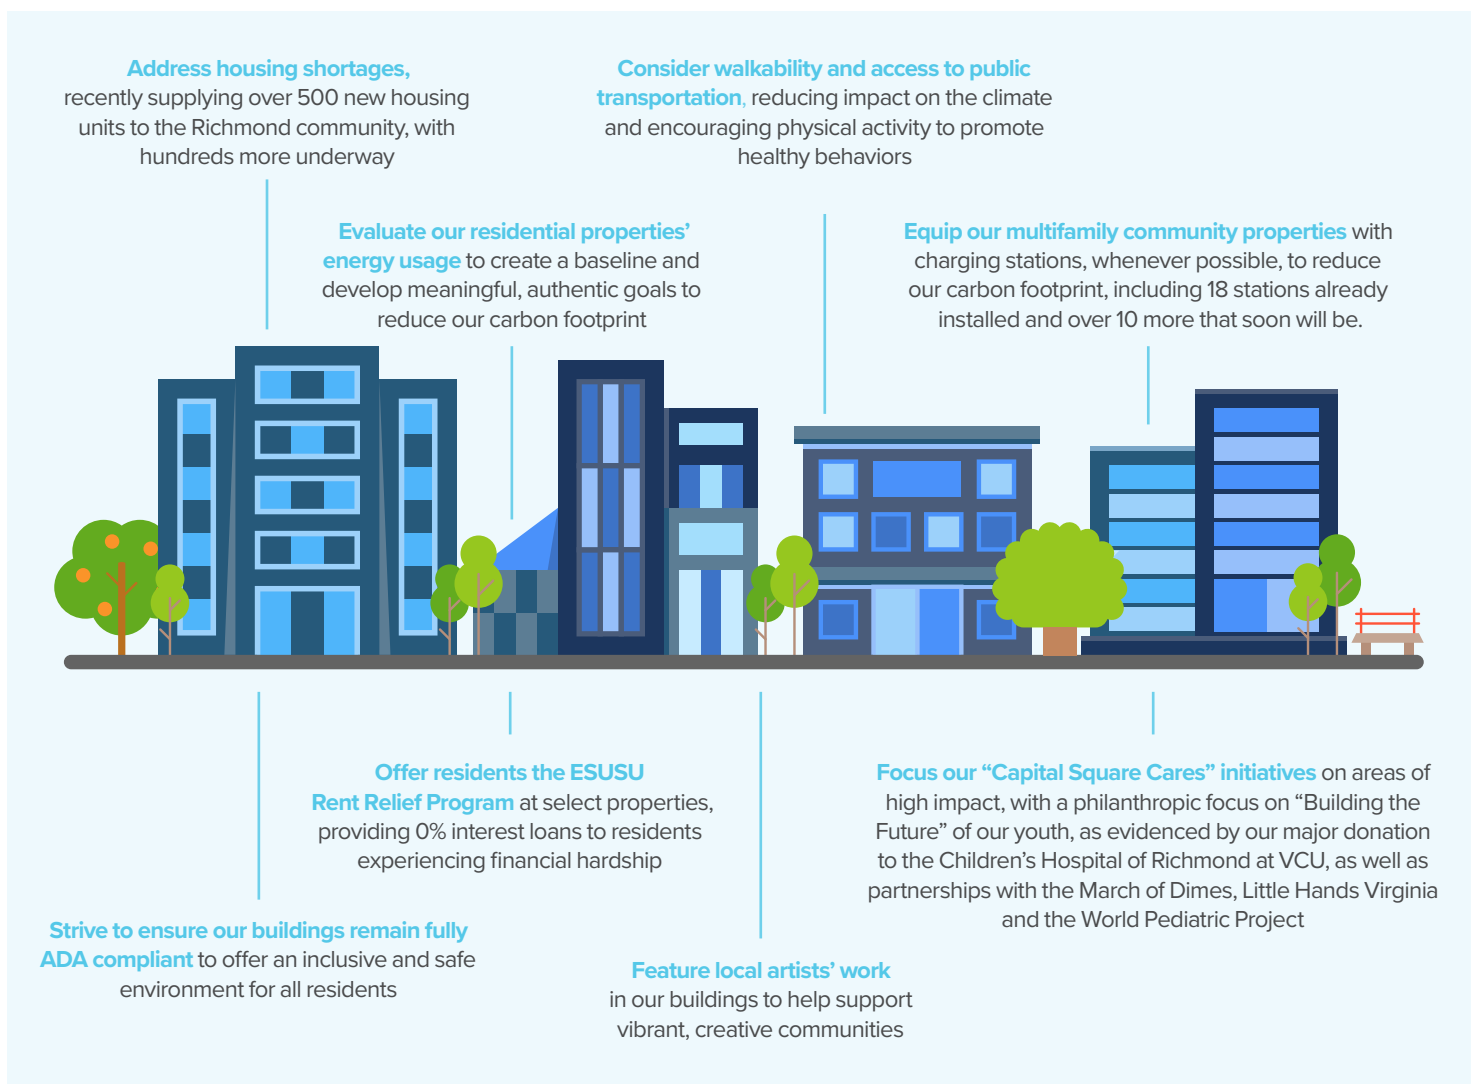 Address housing shortages,
recently supplying over 500 new housing
units to the Richmond community, with
hundreds more underway
Consider walkability and access to public
transportation, reducing impact on the climate
and encouraging physical activity to promote
healthy behaviors
Evaluate our residential properties’
energy usage to create a baseline and
develop meaningful, authentic goals to
reduce our carbon footprint
Equip our multifamily community properties with
charging stations, whenever possible, to reduce
our carbon footprint, including 18 stations already
installed and over 10 more that soon will be.
Offer residents the ESUSU
Rent Relief Program at select properties,
providing 0% interest loans to residents
experiencing financial hardship
Focus our “Capital Square Cares” initiatives on areas of
high impact, with a philanthropic focus on “Building the
Future” of our youth, as evidenced by our major donation
to the Children’s Hospital of Richmond at VCU, as well as
partnerships with the March of Dimes, Little Hands Virginia
and the World Pediatric Project
Strive to ensure our buildings remain fully
ADA compliant to offer an inclusive and safe
environment for all residents
Feature local artists’ work
in our buildings to help support
vibrant, creative communities